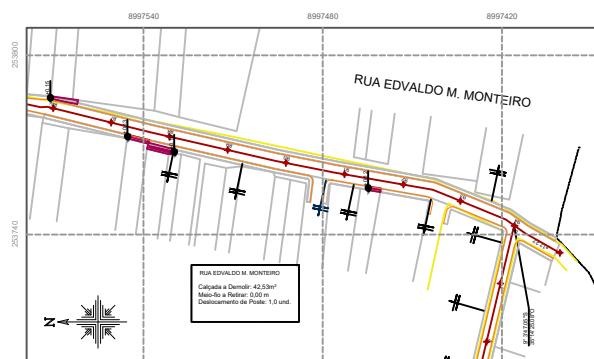 8997540
8997480
8997420
253800
RUA EDVALDO M. MONTEIRO
253740
RUA EDVALDO M. MONTEIRO
Calçada a Demolir: 42,53m²
Meio-fio a Retirar: 0,00 m
Deslocamento de Poste: 1,0 und.
N